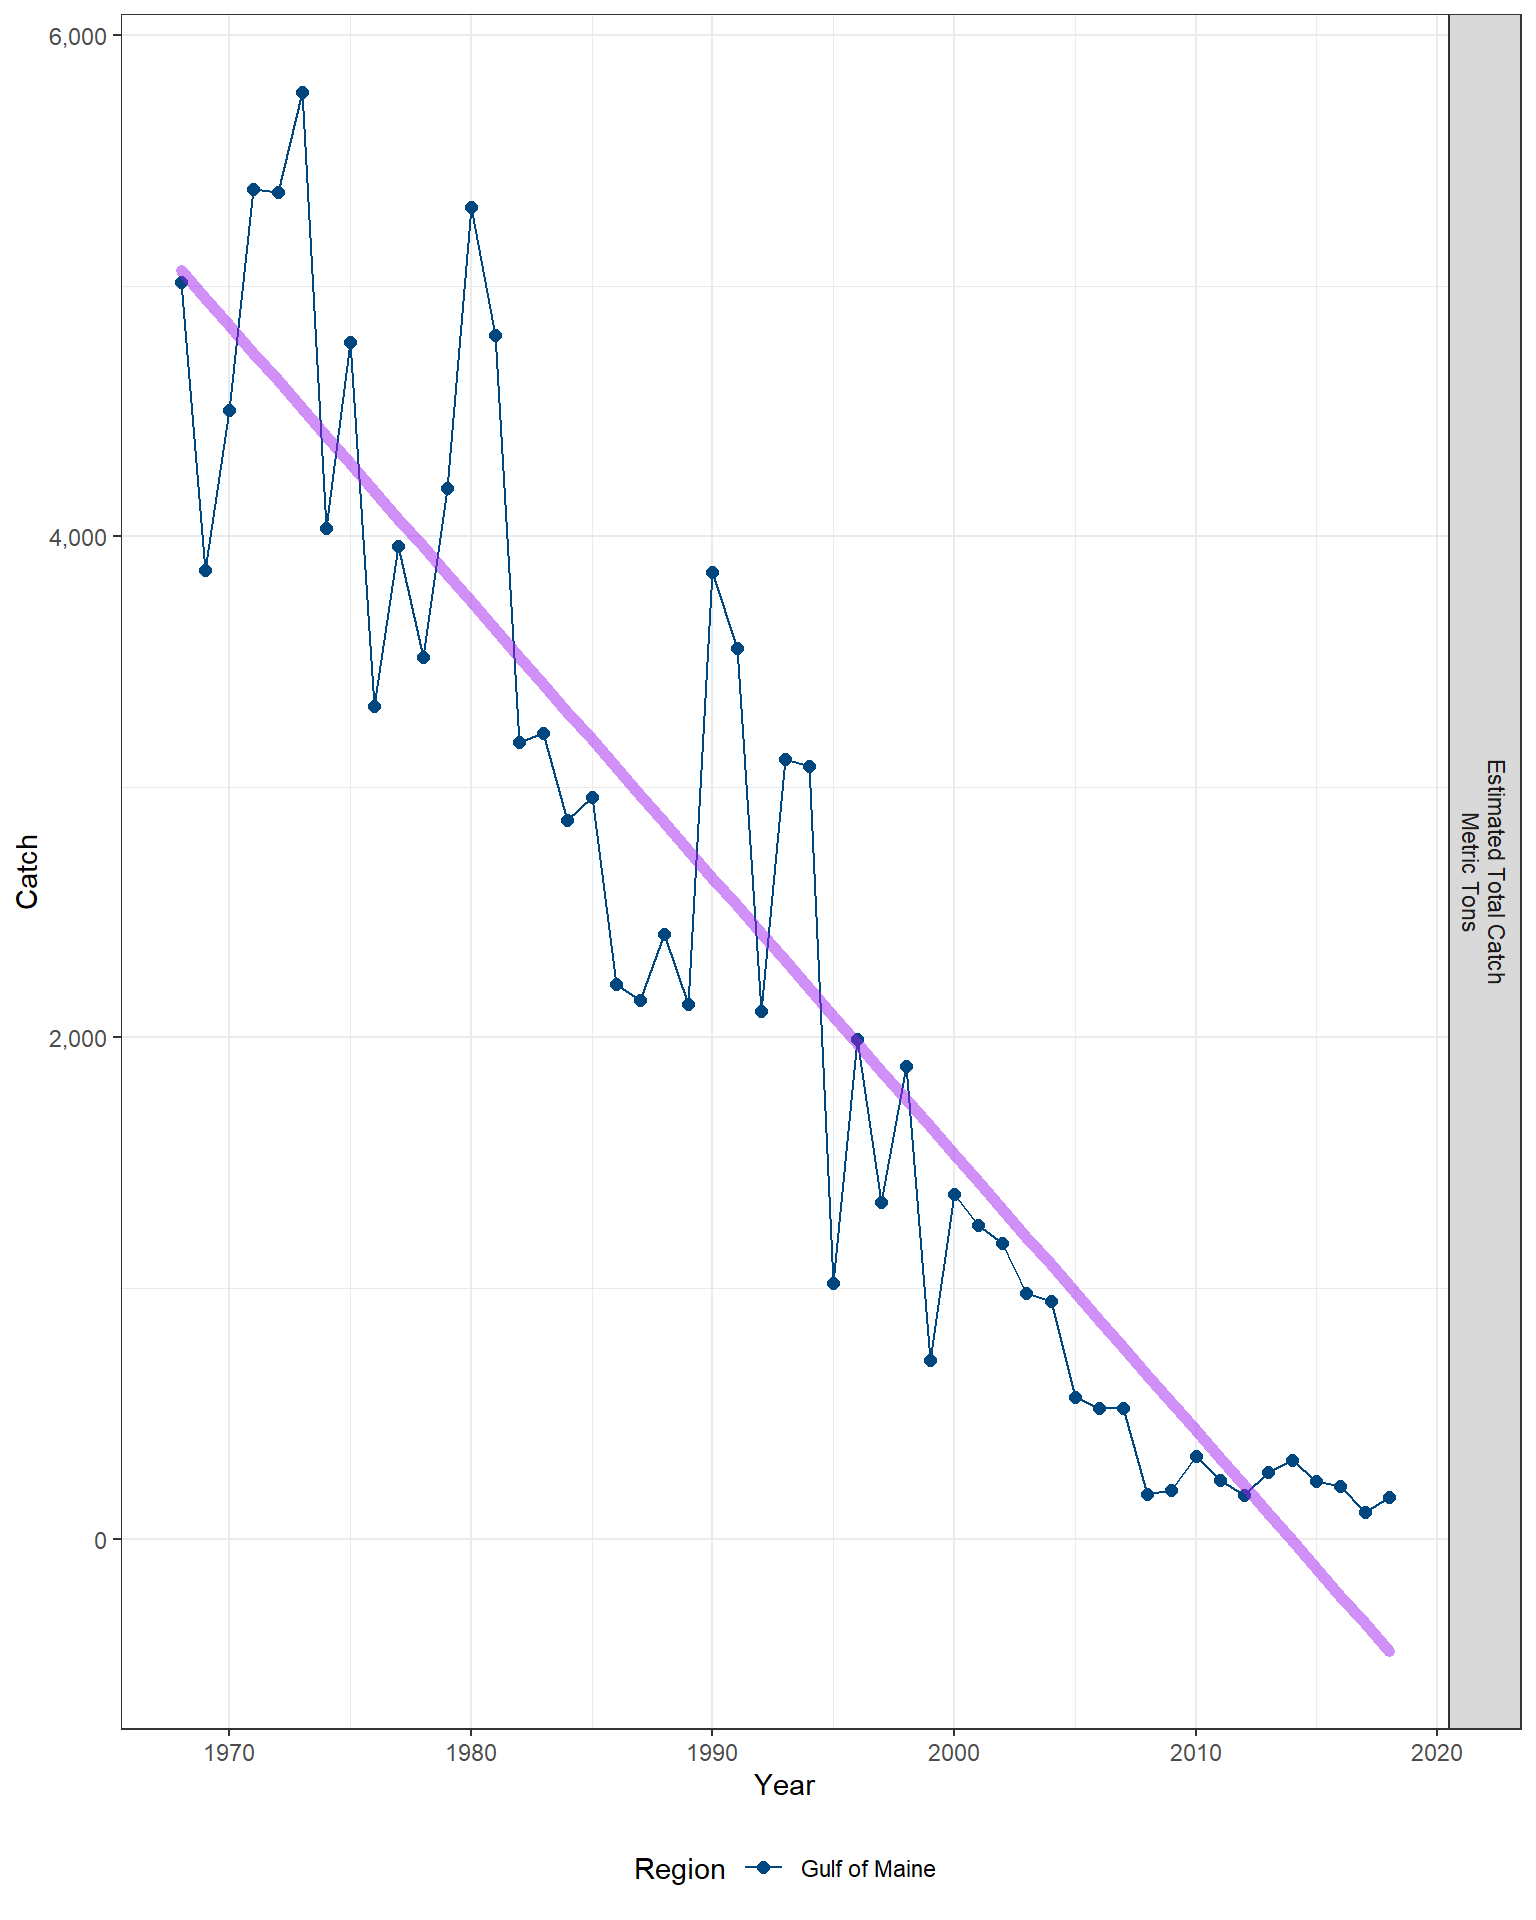 6,000
4,000
2,000
0
Catch
Estimated Total Catch
Metric Tons
1970
1980
1990
2000
2010
2020
Year
Region
Gulf of Maine